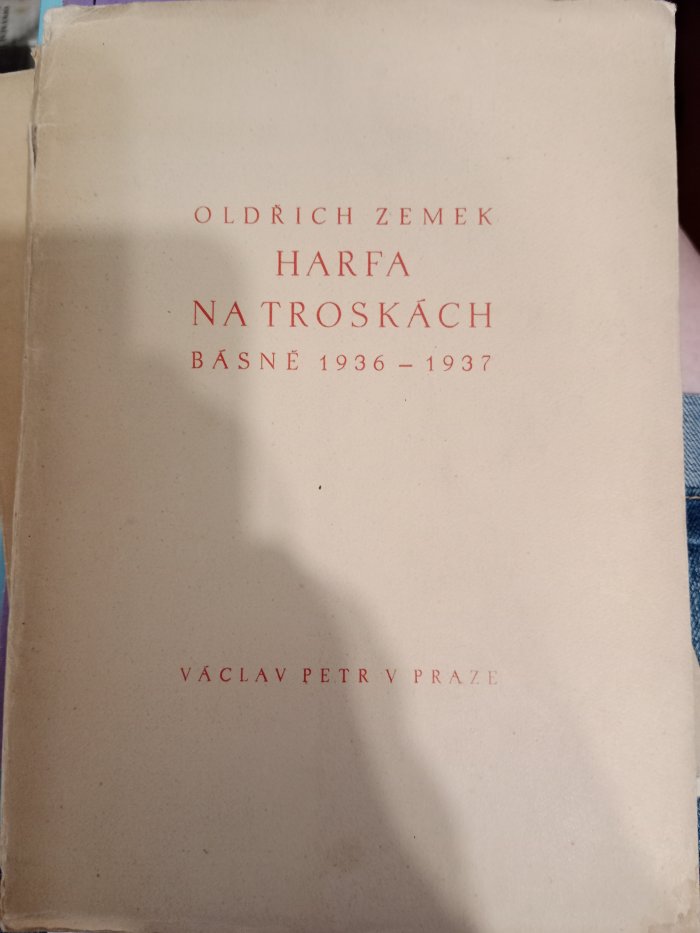 OLDŘICH ZEMEK
HARFA
NA TROSKÁCH
BÁSNĚ 1936 – 1937
VÁCLAV PETR V PRAZE